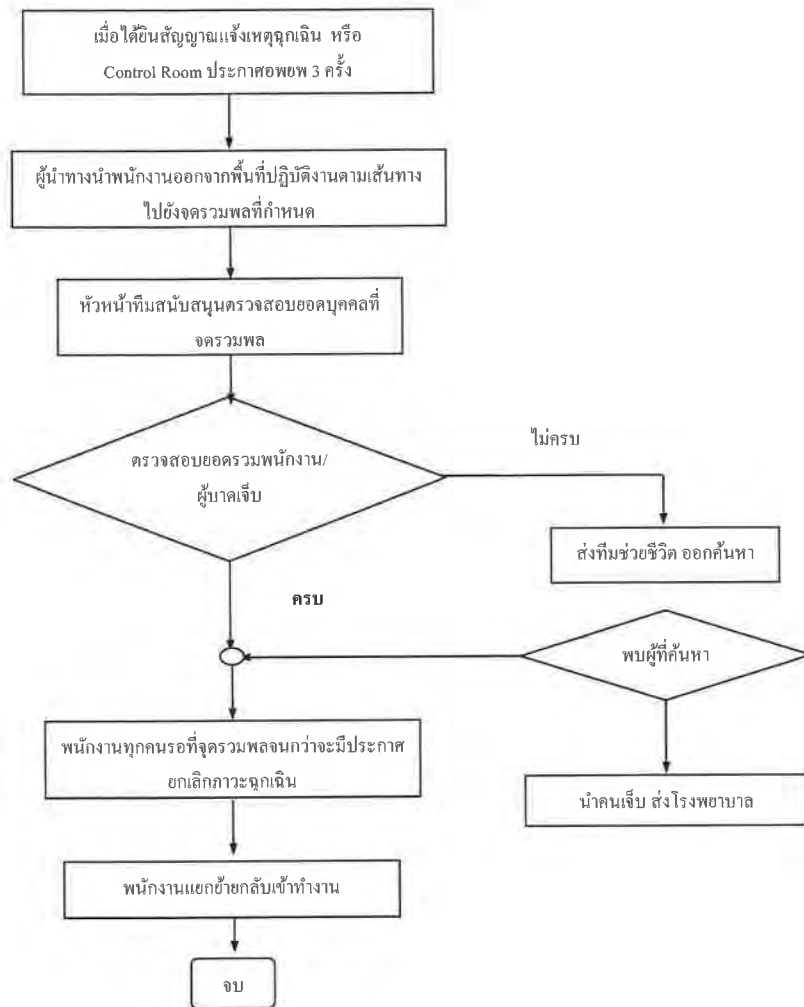 เมื่อได้ยินสัญญาณแจ้งเหตุฉุกเฉิน หรือ
Control Room ประกาศอพยพ 3 ครั้ง
ผู้นำทางนำพนักงานออกจากพื้นที่ปฏิบัติงานตามเส้นทาง
ไปยังจุดรวมพลที่กำหนด
หัวหน้าทีมสนับสนุนตรวจสอบยอดบุคคลที่
จุดรวมพล
ตรวจสอบยอดรวมพนักงาน/
ผู้บาดเจ็บ
ไม่ครบ
ส่งทีมช่วยชีวิต ออกค้นหา
ครบ
พบผู้ที่ค้นหา
พนักงานทุกคนรอที่จุดรวมพลจนกว่าจะมีประกาศ
ยกเลิกภาวะฉุกเฉิน
นำคนเจ็บ ส่งโรงพยาบาล
พนักงานแยกย้ายกลับเข้าทำงาน
จบ